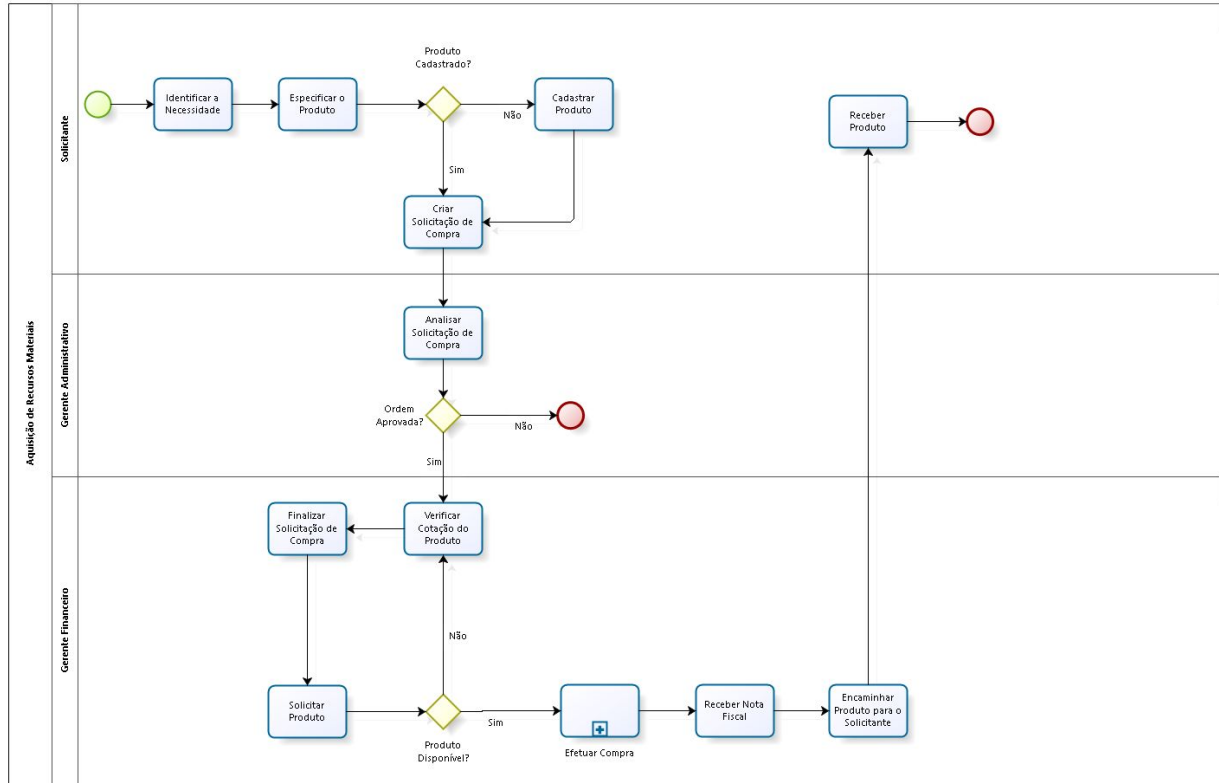 Aquisição de Recursos Materiais
Solicitante
Identificar a
Necessidade
Especificar o
Produto
Produto
Cadastrado?
Não
Sim
Cadastrar
Produto
Criar
Solicitação de
Compra
Receber
Produto
Gerente Administrativo
Analisar
Solicitação de
Compra
Ordem
Aprovada?
Não
Sim
Gerente Financeiro
Verificar
Cotação do
Produto
Finalizar
Solicitação de
Compra
Solicitar
Produto
Produto
Disponível?
Não
Sim
Efetuar Compra
Receber Nota
Fiscal
Encaminhar
Produto para o
Solicitante